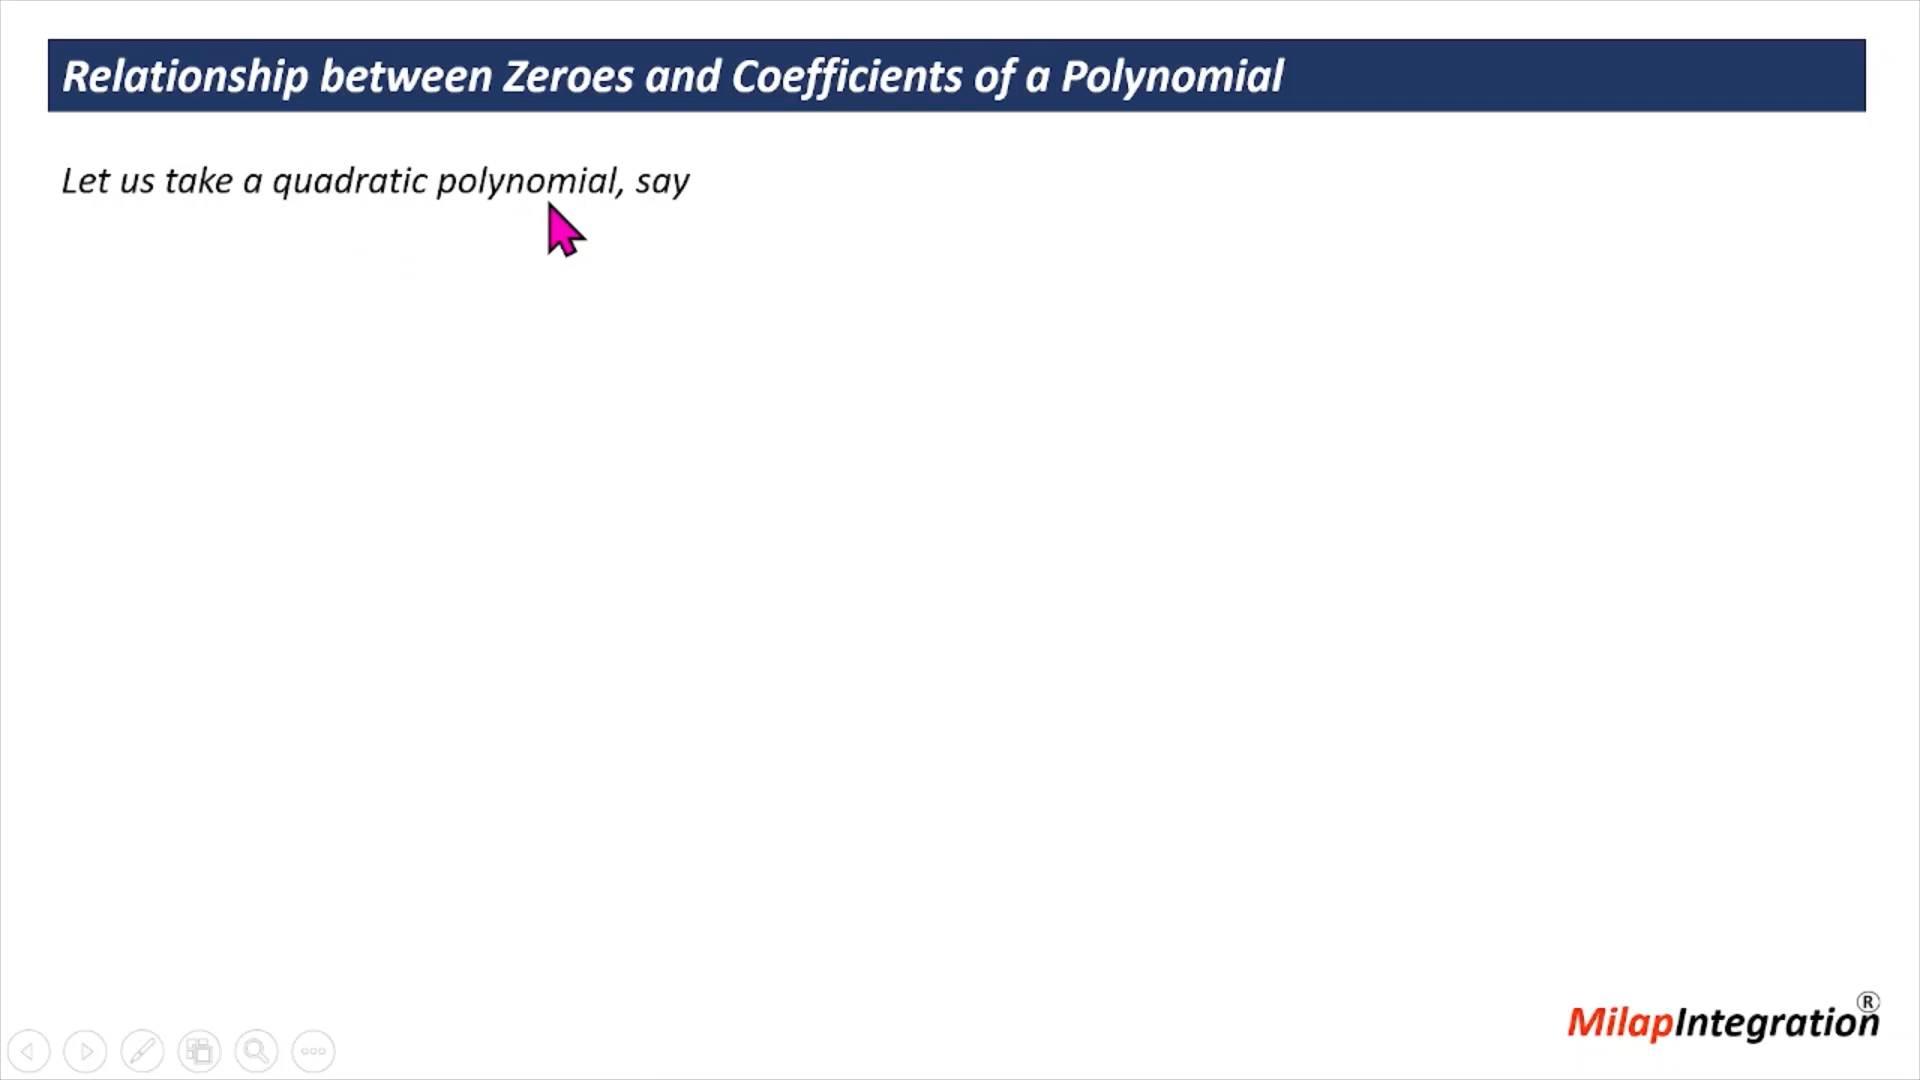 Relationship between Zeroes and Coefficients of a Polynomial
Let us take a quadratic polynomial, say
MilapIntegration®